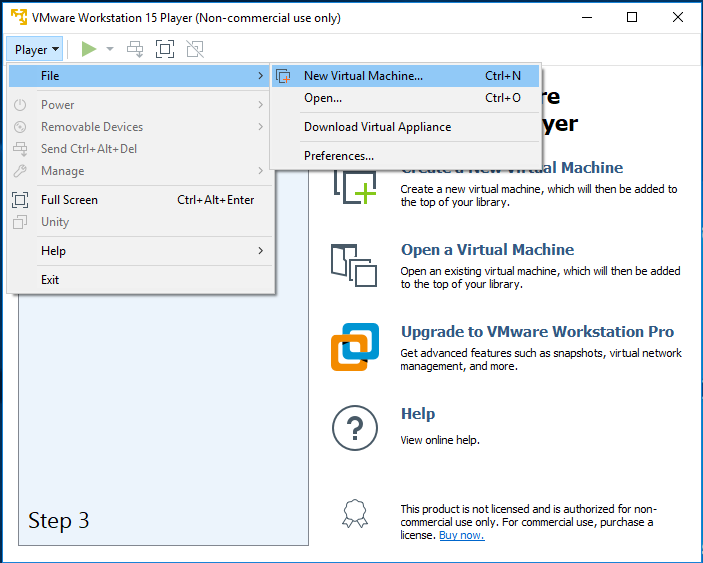 VMware Workstation 15 Player (Non-commercial use only)
Player
File
New Virtual Machine... Ctrl+N
Open... Ctrl+O
Download Virtual Appliance
Preferences...
Power
Removable Devices
Send Ctrl+Alt+Del
Manage
Full Screen Ctrl+Alt+Enter
Unity
Help
Exit
Step 3
Create a New Virtual Machine
Create a new virtual machine, which will then be added
to the top of your library.
Open a Virtual Machine
Open an existing virtual machine, which will then be added
to the top of your library.
Upgrade to VMware Workstation Pro
Get advanced features such as snapshots, virtual network
management, and more.
Help
View online help.
This product is not licensed and is authorized for non-
commercial use only. For commercial use, purchase a
license. Buy now.